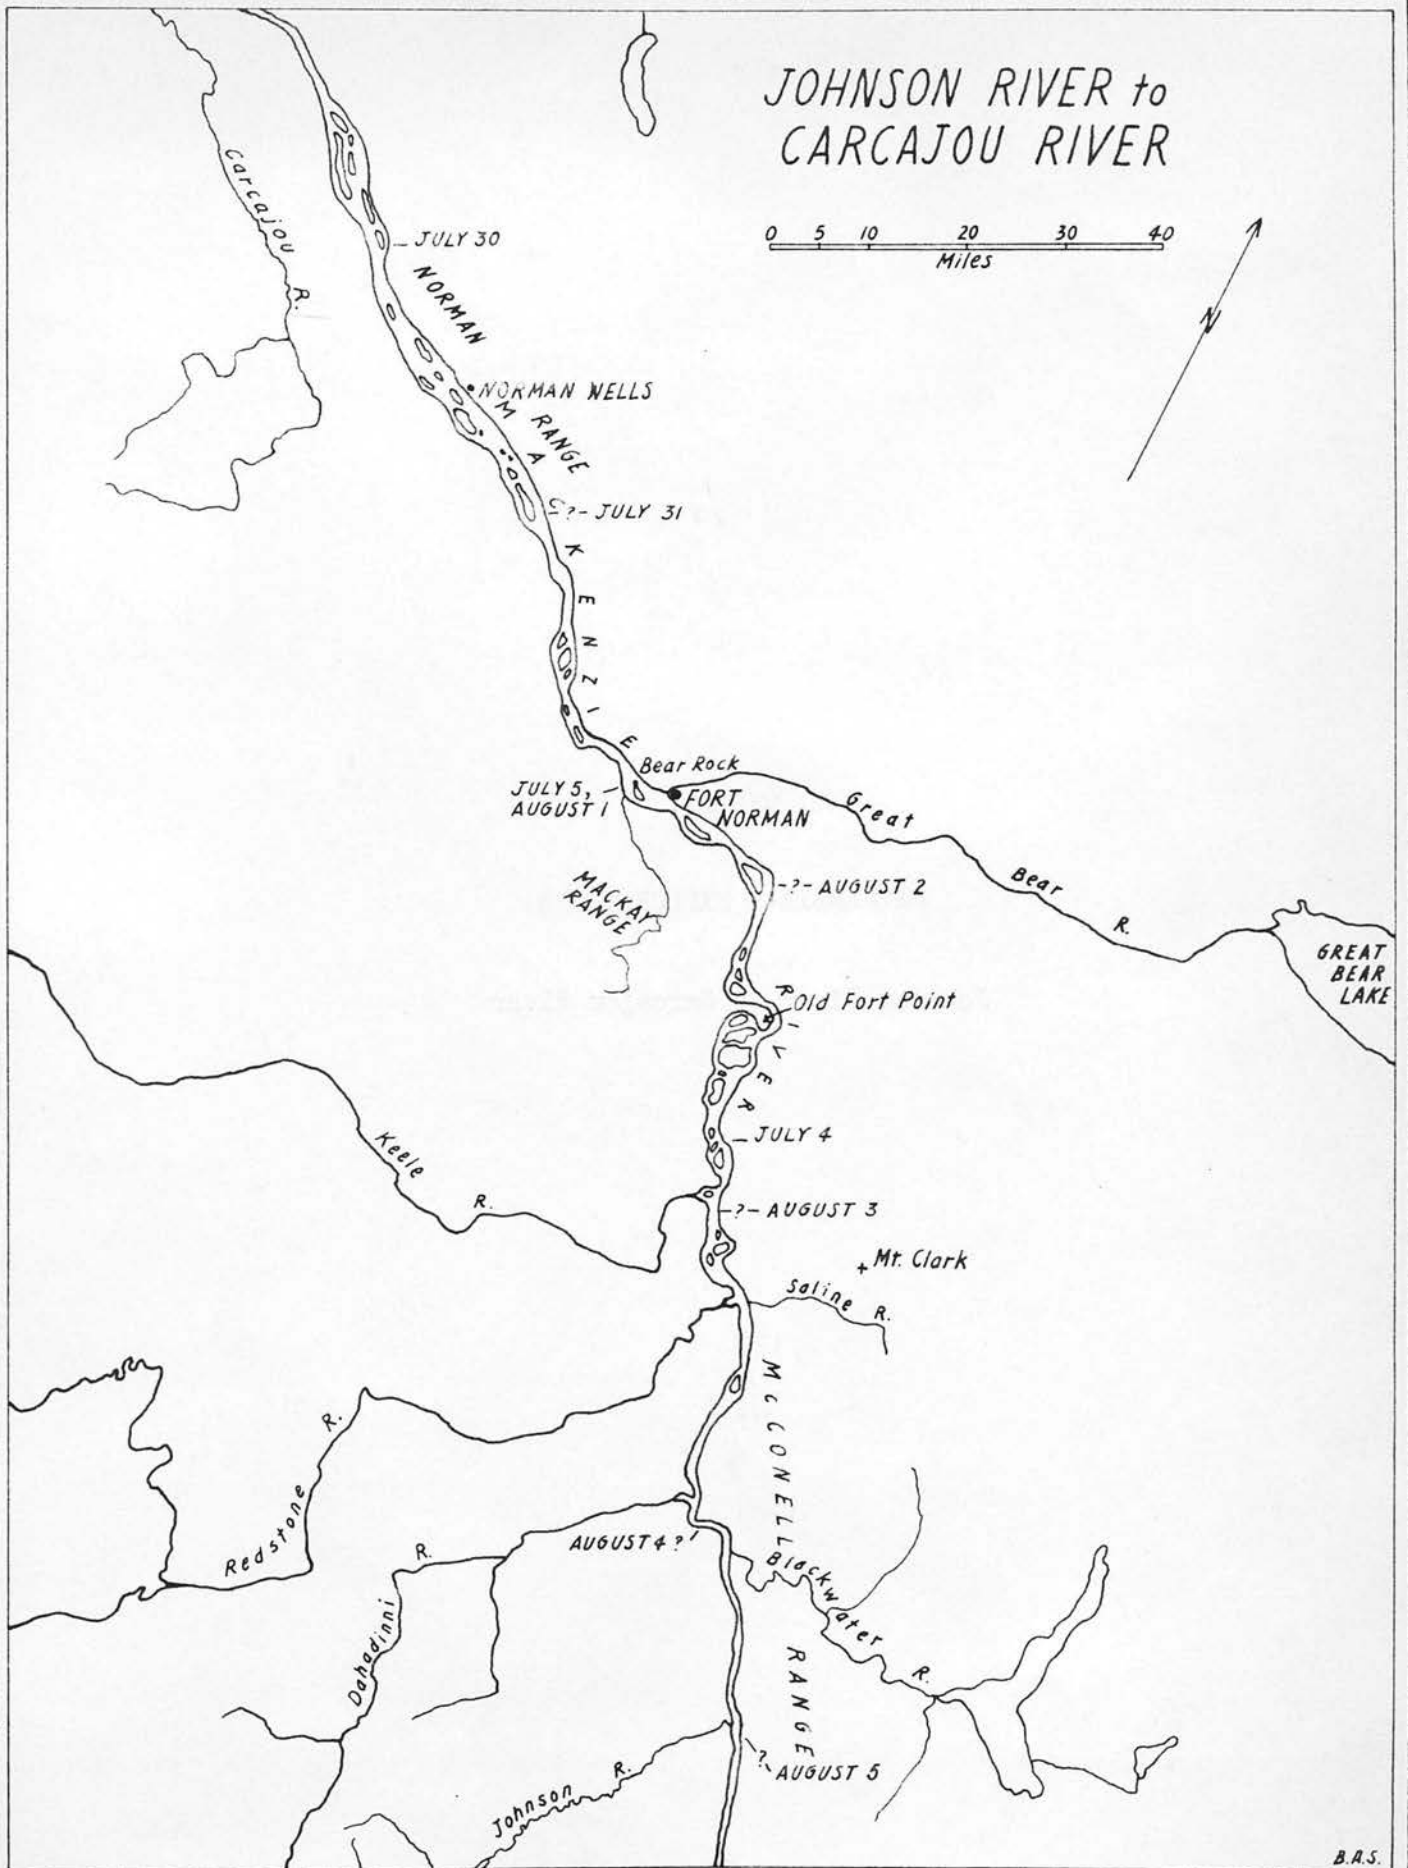 JOHNSON RIVER to
CARCAJOU RIVER
0 5 10 20 30 40
Miles
N
Carcajou R.
JULY 30
NORMAN RANGE
NORMAN WELLS
MACKENZIE RIVER
?- JULY 31
Bear Rock
JULY 5,
AUGUST 1
FORT
NORMAN
Great Bear R.
MACKAY
RANGE
-?- AUGUST 2
GREAT
BEAR
LAKE
Old Fort Point
Keele R.
JULY 4
-?- AUGUST 3
+ Mt. Clark
Saline R.
McCONELL RANGE
Redstone R.
AUGUST 4 ?
Blackwater R.
Dahadinni R.
? AUGUST 5
Johnson R.
B.A.S.